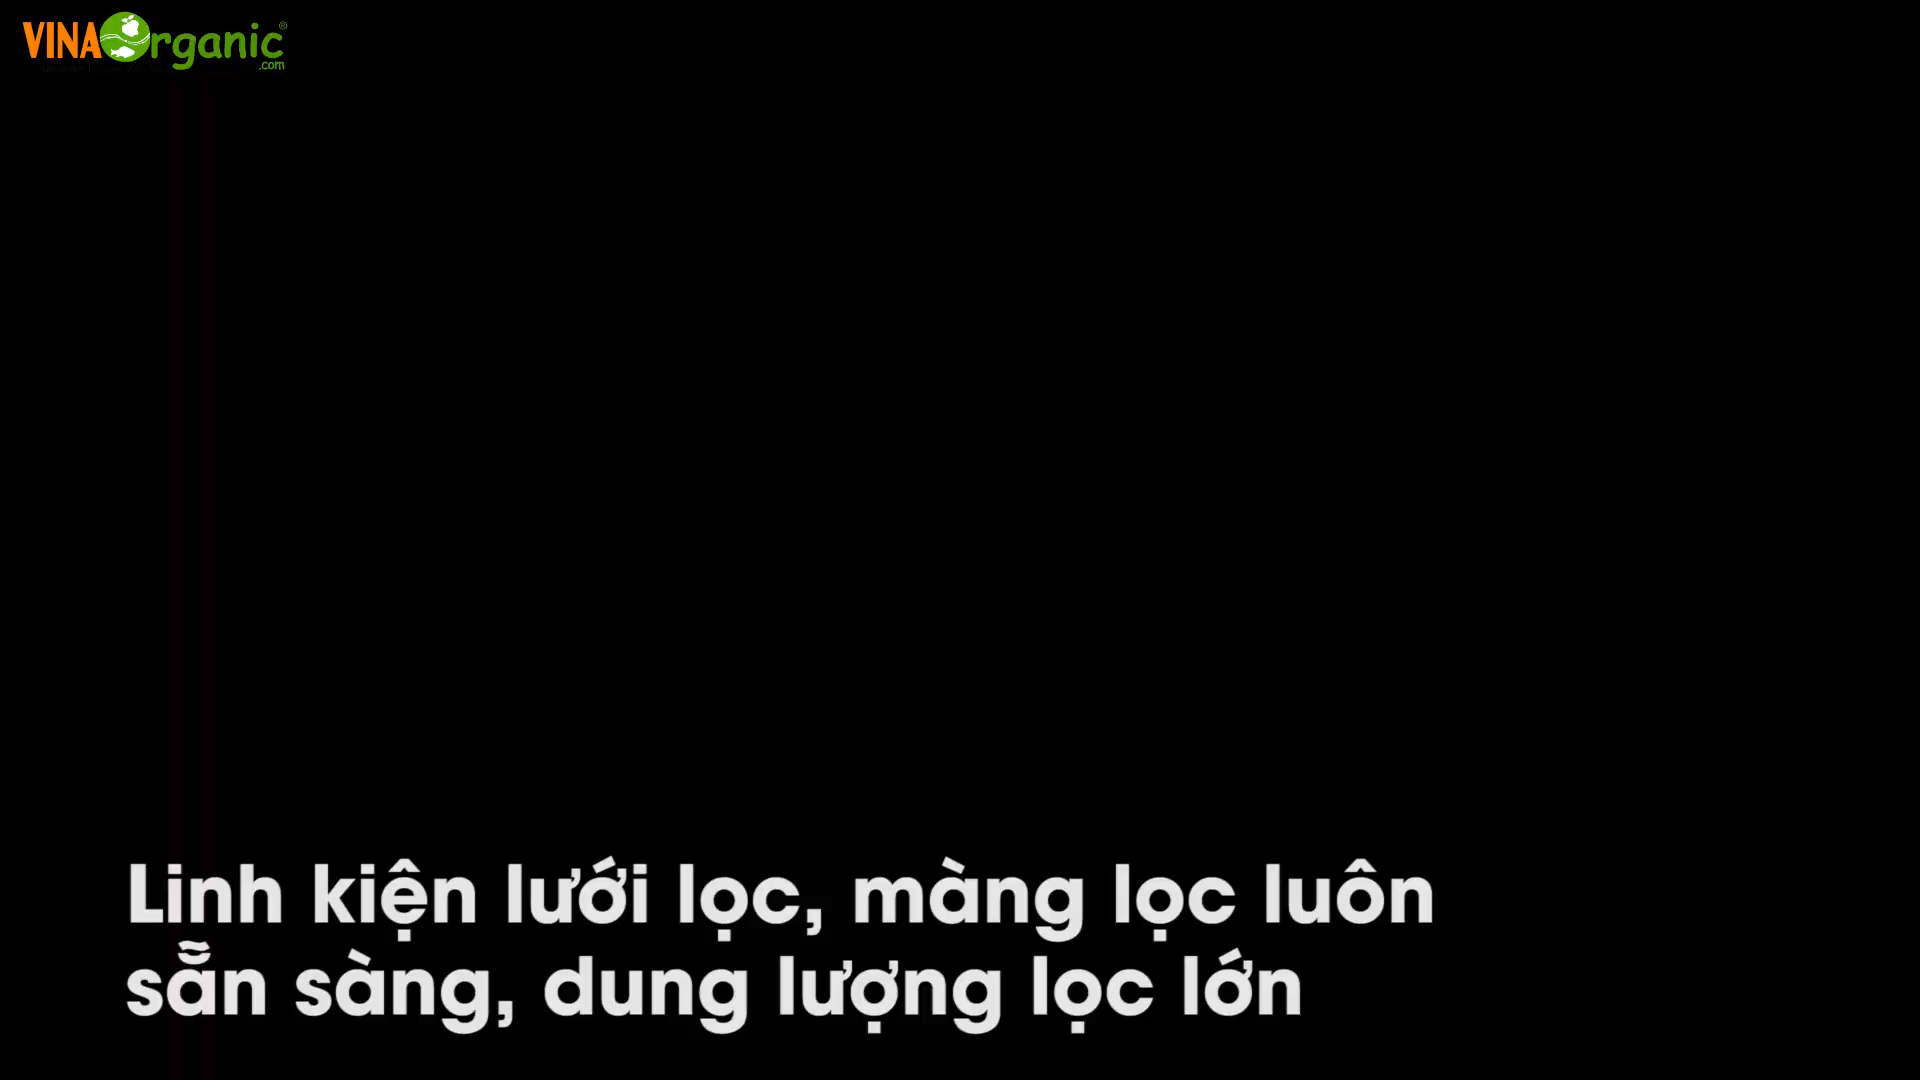 VINAOrganic®
.com
Linh kiện lưới lọc, màng lọc luôn
sẵn sàng, dung lượng lọc lớn